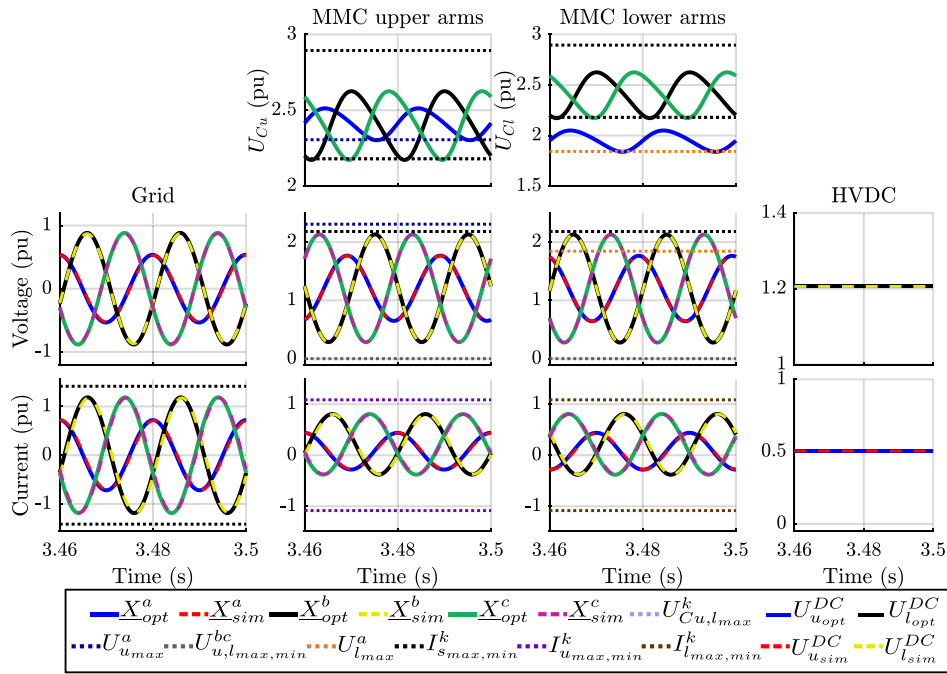 MMC upper arms MMC lower arms
3 3
2.5 2.5
2 2
1.5
U_{Cu} (pu) U_{Cl} (pu)
Grid HVDC
1 2 2 1.4
0 1 1 1.2
-1 0 0 1
Voltage (pu)
1 1 1 1
0 0 0 0.5
-1 -1 -1 0
Current (pu)
3.46 3.48 3.5 3.46 3.48 3.5 3.46 3.48 3.5 3.46 3.48 3.5
Time (s) Time (s) Time (s) Time (s)
X^a_{opt} X^a_{sim} X^b_{opt} X^b_{sim} X^c_{opt} X^c_{sim} U^k_{Cu,l_{max}} U^{DC}_{u_{opt}} U^{DC}_{l_{opt}}
U^a_{u_{max}} U^{bc}_{u,l_{max,min}} U^a_{l_{max}} I^k_{s_{max,min}} I^k_{u_{max,min}} I^k_{l_{max,min}} U^{DC}_{u_{sim}} U^{DC}_{l_{sim}}